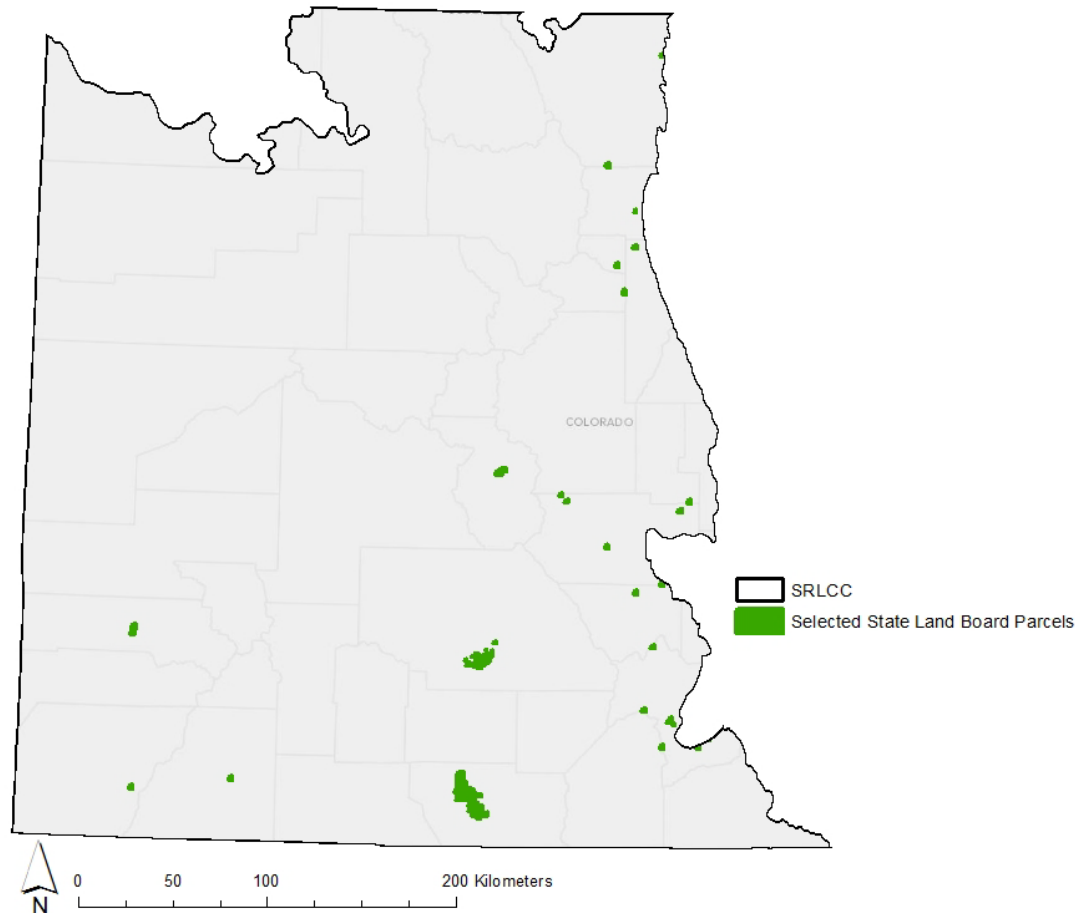 COLORADO
SRLCC
Selected State Land Board Parcels
0 50 100 200 Kilometers
N